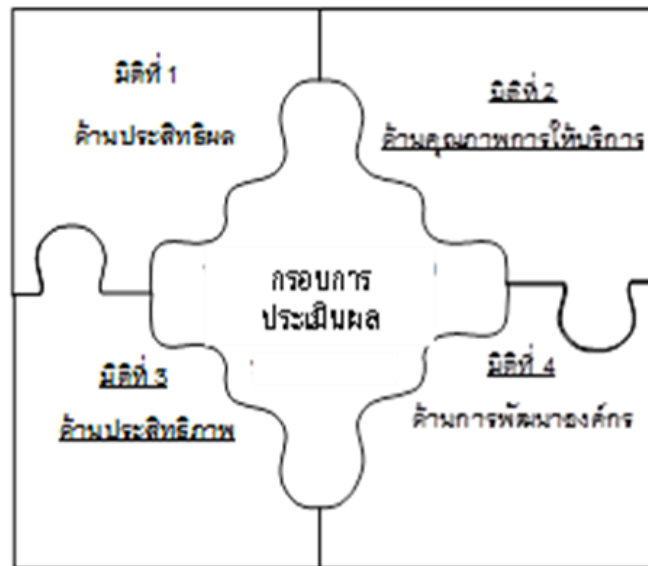 มิติที่ 1
ด้านประสิทธิผล
มิติที่ 2
ด้านคุณภาพการให้บริการ
กรอบการ
ประเมินผล
มิติที่ 3
ด้านประสิทธิภาพ
มิติที่ 4
ด้านการพัฒนาองค์กร